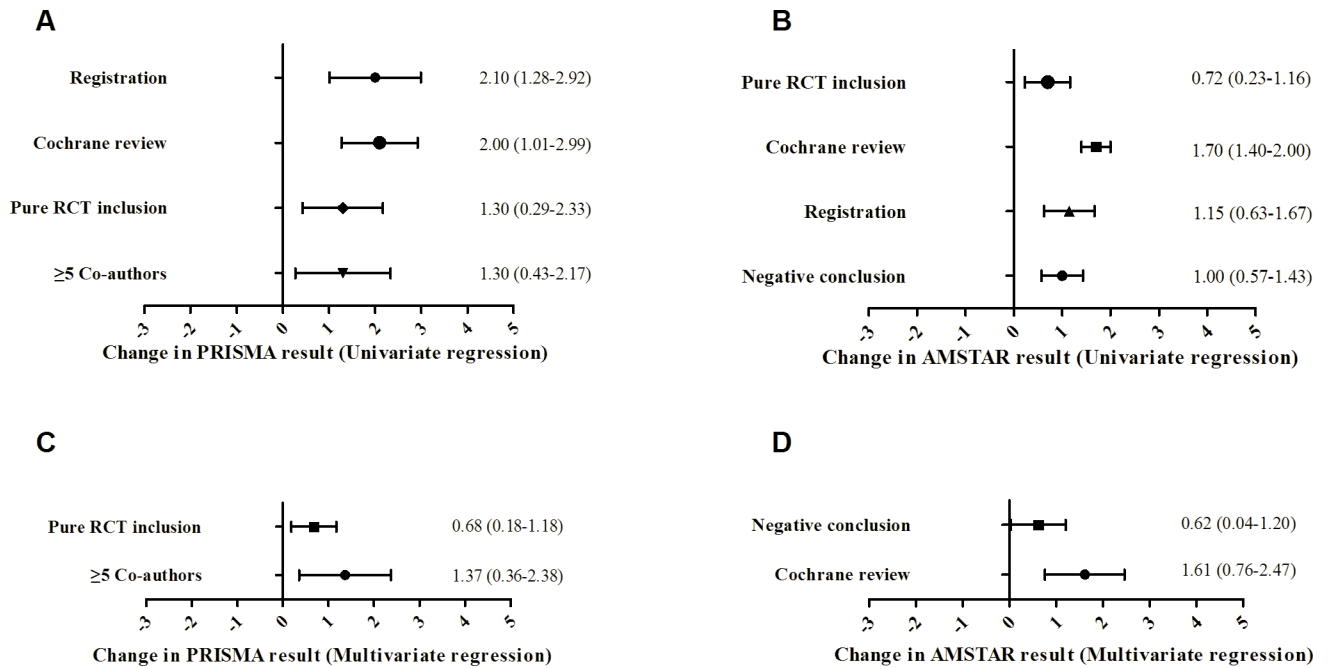 A
Registration 2.10 (1.28-2.92)
Cochrane review 2.00 (1.01-2.99)
Pure RCT inclusion 1.30 (0.29-2.33)
≥5 Co-authors 1.30 (0.43-2.17)
-3 -2 -1 0 1 2 3 4 5
Change in PRISMA result (Univariate regression)
B
Pure RCT inclusion 0.72 (0.23-1.16)
Cochrane review 1.70 (1.40-2.00)
Registration 1.15 (0.63-1.67)
Negative conclusion 1.00 (0.57-1.43)
-3 -2 -1 0 1 2 3 4 5
Change in AMSTAR result (Univariate regression)
C
Pure RCT inclusion 0.68 (0.18-1.18)
≥5 Co-authors 1.37 (0.36-2.38)
-3 -2 -1 0 1 2 3 4 5
Change in PRISMA result (Multivariate regression)
D
Negative conclusion 0.62 (0.04-1.20)
Cochrane review 1.61 (0.76-2.47)
-3 -2 -1 0 1 2 3 4 5
Change in AMSTAR result (Multivariate regression)